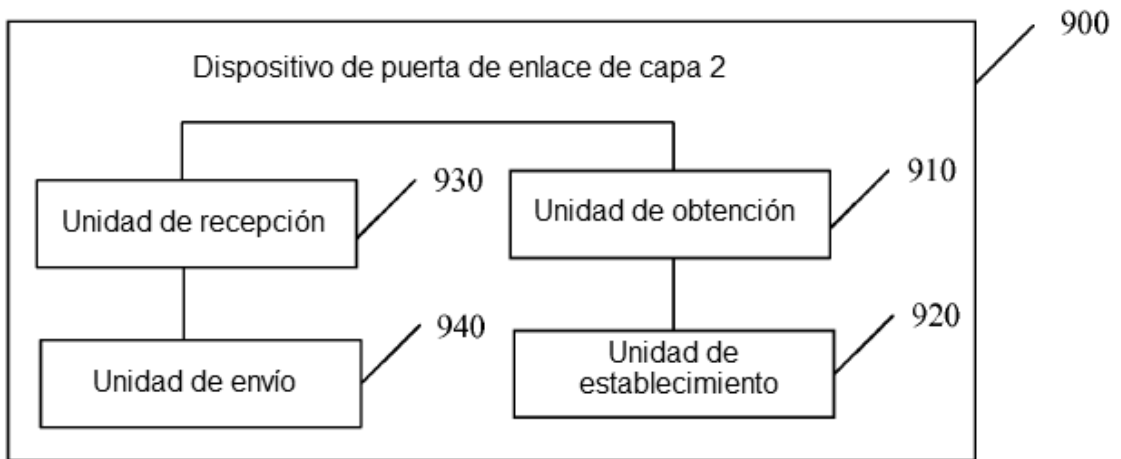 900
Dispositivo de puerta de enlace de capa 2
930
910
Unidad de recepción
Unidad de obtención
940
920
Unidad de envío
Unidad de
establecimiento